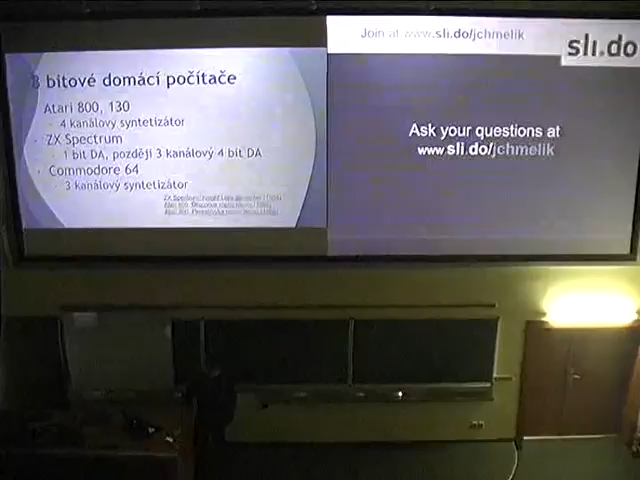 8 bitové domácí počítače
Atari 800, 130
- 4 kanálový syntetizátor
- ZX Spectrum
- 1 bit DA, později 3 kanálový 4 bit DA
- Commodore 64
- 3 kanálový syntetizátor
Join at www.sli.do/jchmelik
sli.do
Ask your questions at
www.sli.do/jchmelik